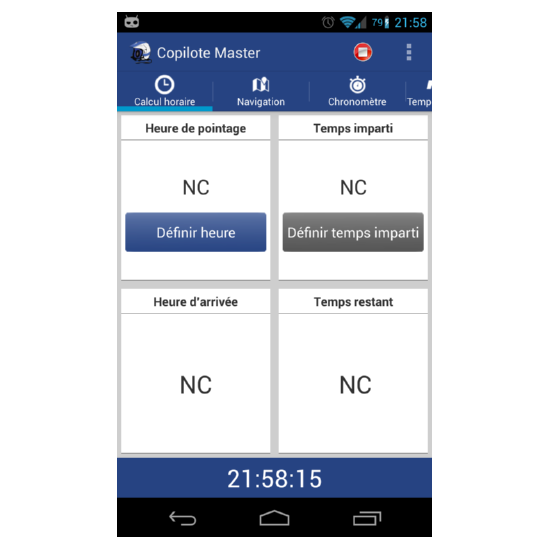 79 21:58
Copilote Master
Calcul horaire Navigation Chronomètre Temp
Heure de pointage Temps imparti
NC NC
Définir heure Définir temps imparti
Heure d'arrivée Temps restant
NC NC
21:58:15